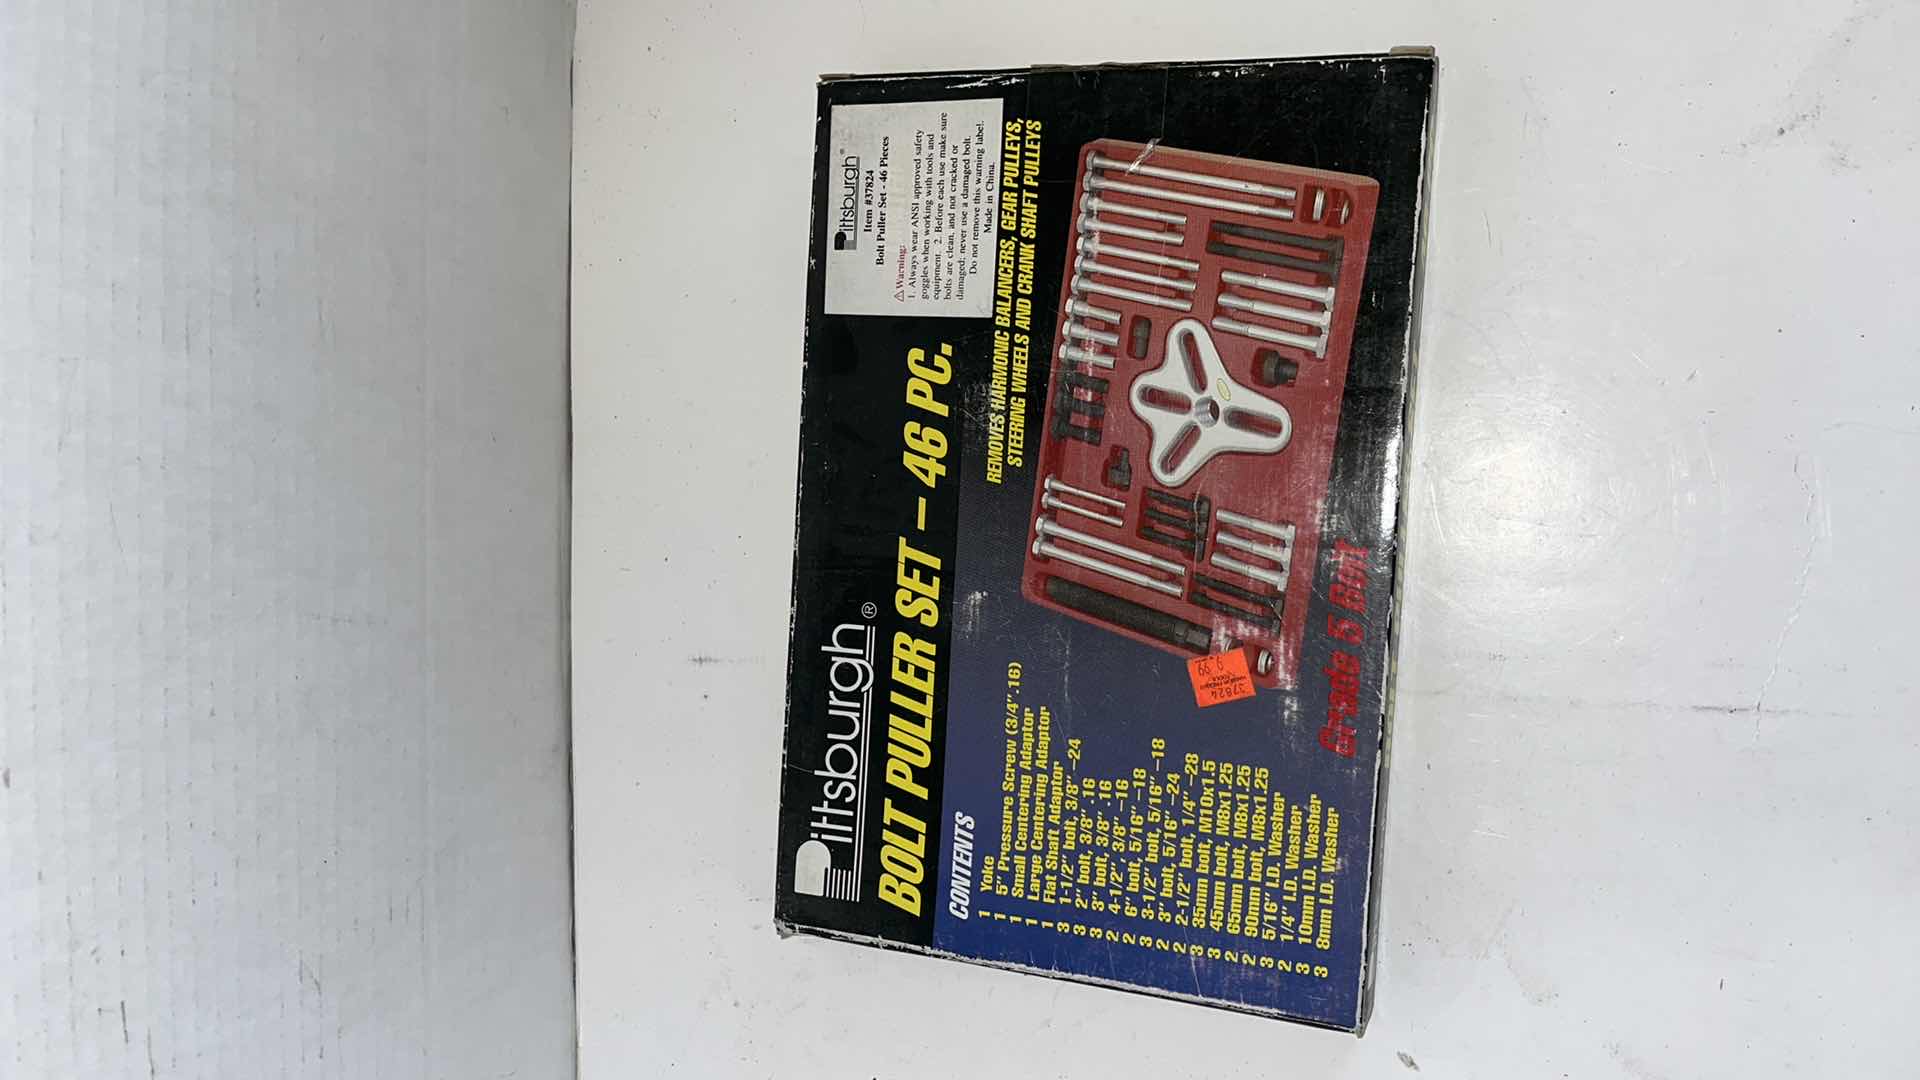 Pittsburgh®
BOLT PULLER SET – 46 PC.
Pittsburgh®
Item #37824
Bolt Puller Set - 46 Pieces
⚠Warning:
1. Always wear ANSI approved safety
goggles when working with tools and
equipment. 2. Before each use make sure
bolts are clean, and not cracked or
damaged; never use a damaged bolt.
Do not remove this warning label.
Made in China.
REMOVES HARMONIC BALANCERS, GEAR PULLEYS,
STEERING WHEELS AND CRANK SHAFT PULLEYS
CONTENTS
1 Yoke
1 5" Pressure Screw (3/4".16)
1 Small Centering Adaptor
1 Large Centering Adaptor
1 Flat Shaft Adaptor
3 1-1/2" bolt, 3/8" –24
3 2" bolt, 3/8" .16
3 3" bolt, 3/8" .16
2 4-1/2", 3/8" –16
2 6" bolt, 5/16" –18
3 3-1/2" bolt, 5/16" –18
2 3" bolt, 5/16" –24
2 2-1/2" bolt, 1/4" –28
3 35mm bolt, M10x1.5
3 45mm bolt, M8x1.25
2 65mm bolt, M8x1.25
2 90mm bolt, M8x1.25
3 5/16" I.D. Washer
2 1/4" I.D. Washer
3 10mm I.D. Washer
3 8mm I.D. Washer
37824
HARBOR FREIGHT
TOOLS
9.99
Grade 5 Bolt